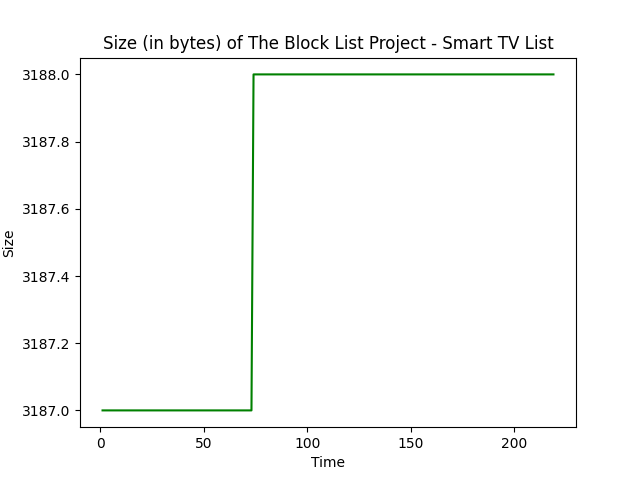 Size (in bytes) of The Block List Project - Smart TV List
3188.0
3187.8
3187.6
3187.4
3187.2
3187.0
Size
0 50 100 150 200
Time